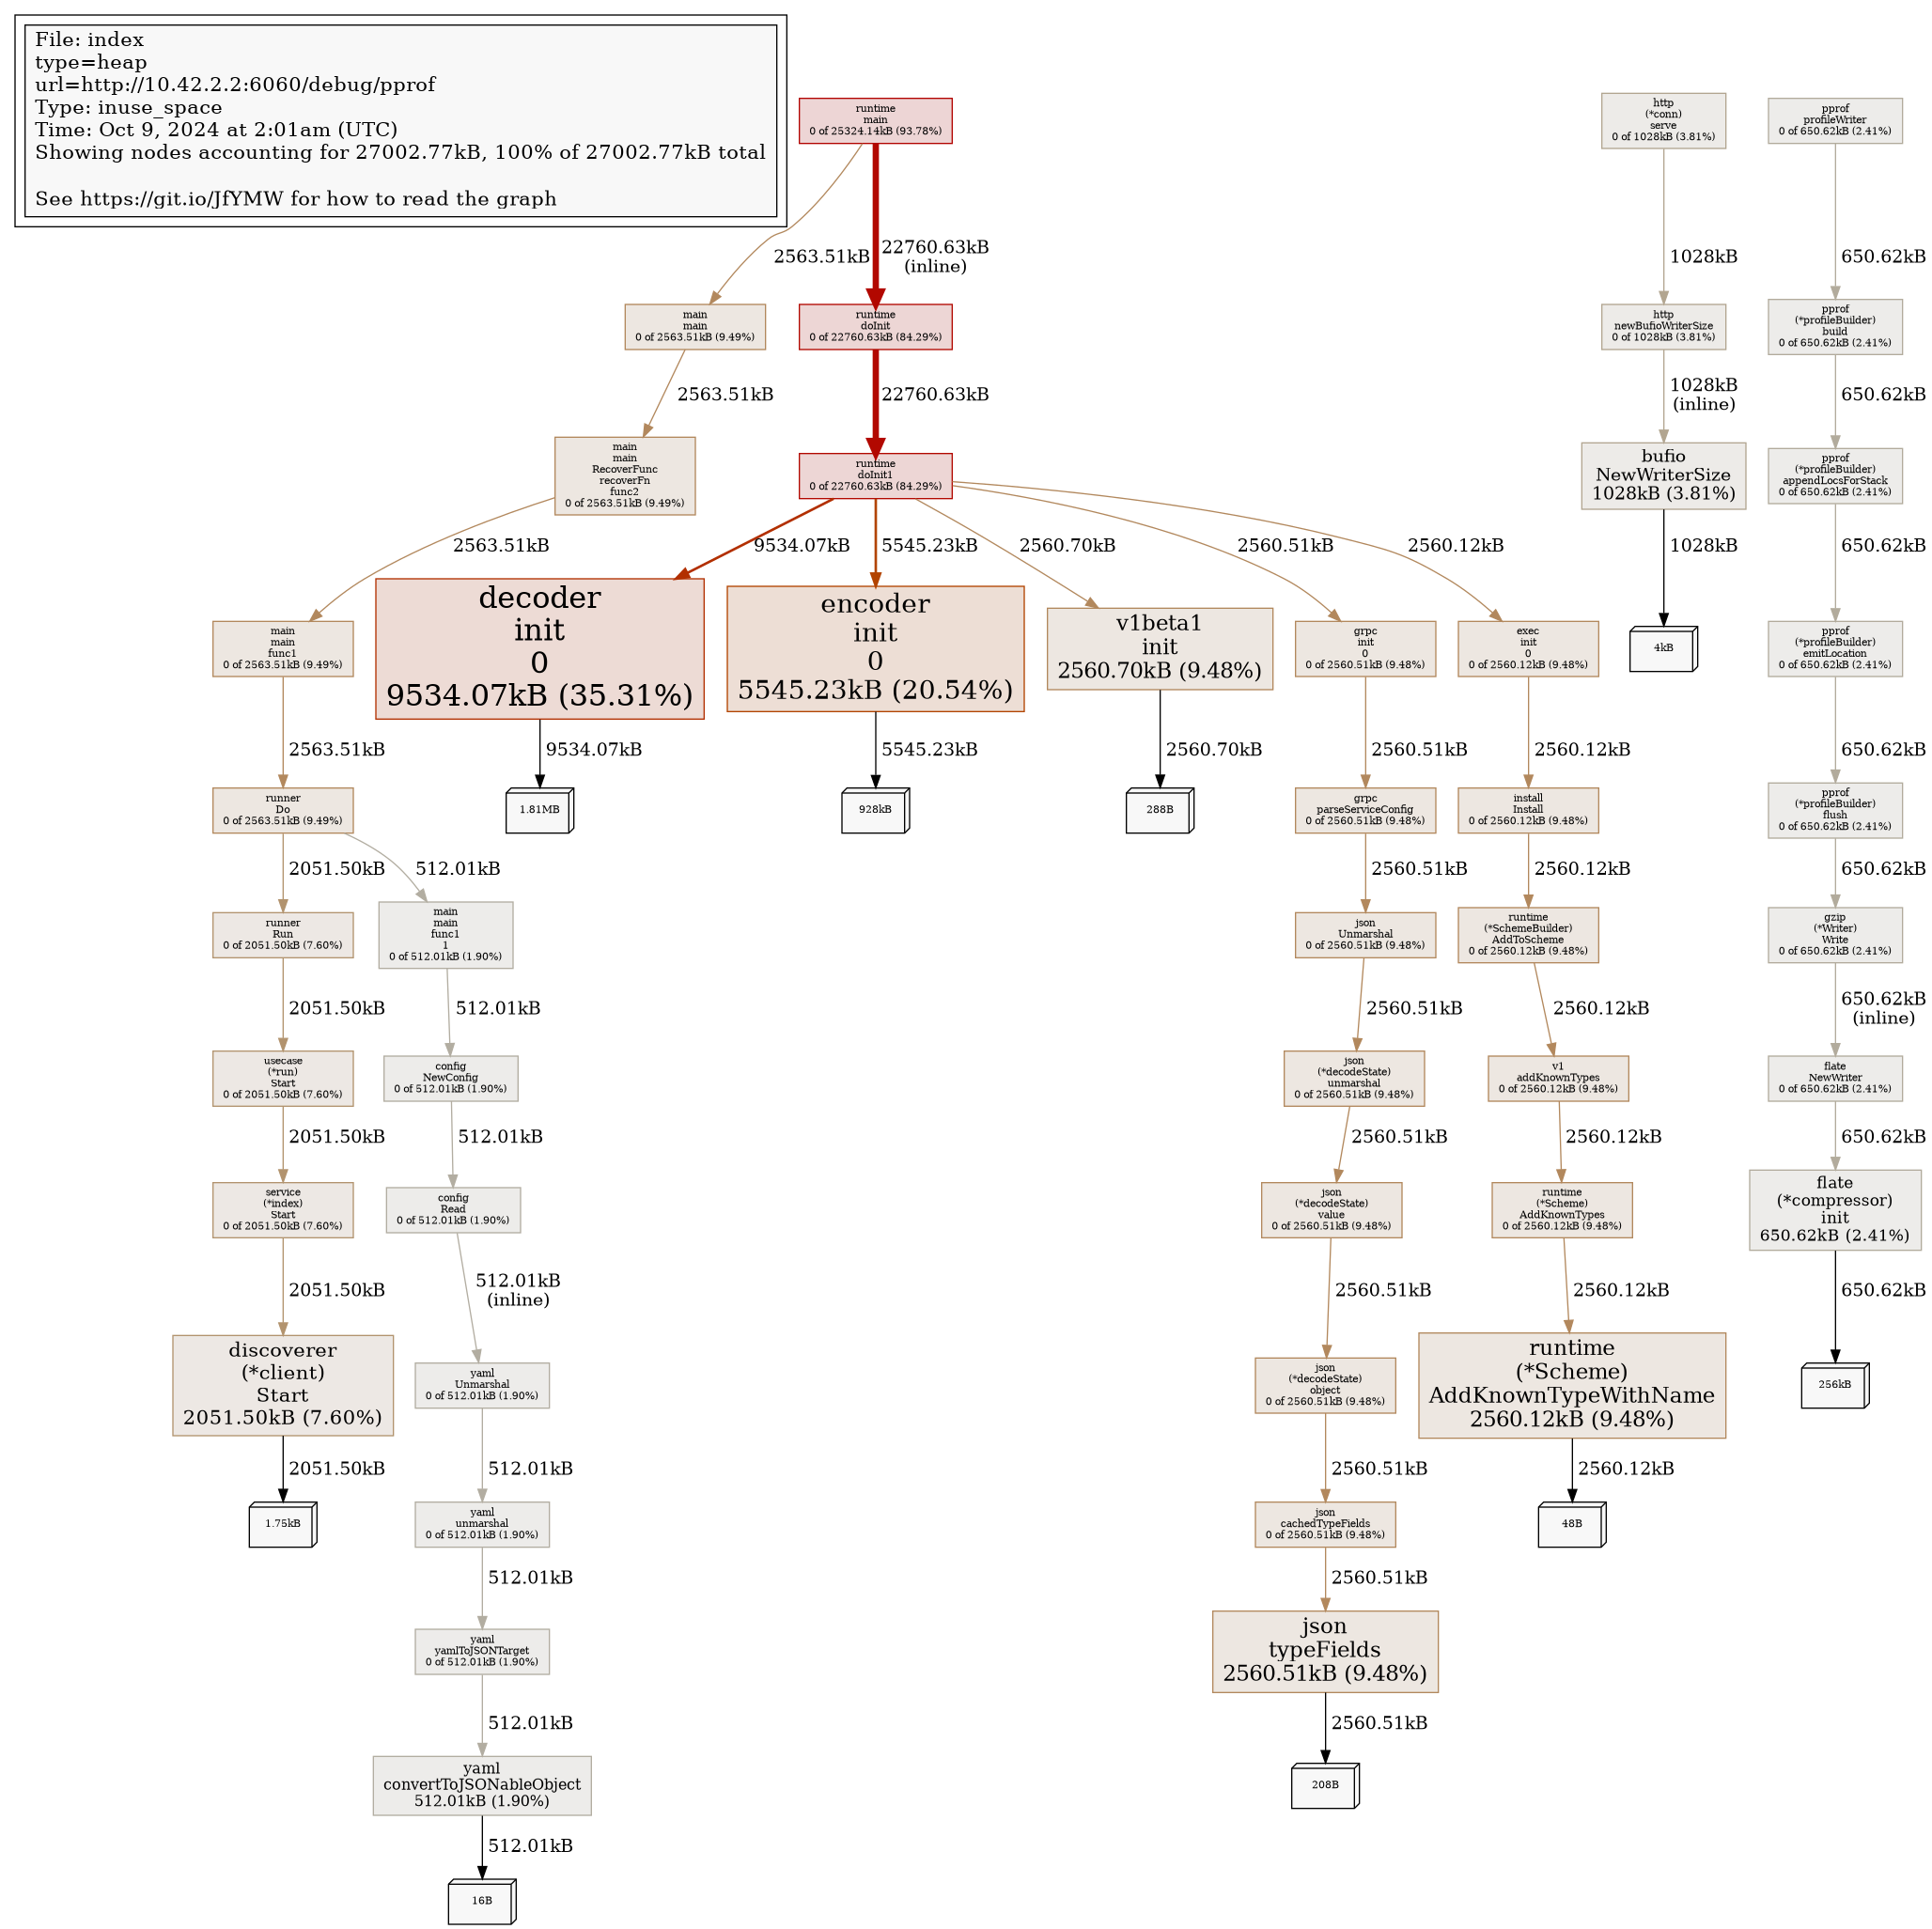 File: index
type=heap
url=http://10.42.2.2:6060/debug/pprof
Type: inuse_space
Time: Oct 9, 2024 at 2:01am (UTC)
Showing nodes accounting for 27002.77kB, 100% of 27002.77kB total
See https://git.io/JfYMW for how to read the graph
runtime
main
0 of 25324.14kB (93.78%)
http
(*conn)
serve
0 of 1028kB (3.81%)
pprof
profileWriter
0 of 650.62kB (2.41%)
2563.51kB
22760.63kB
(inline)
1028kB
650.62kB
main
main
0 of 2563.51kB (9.49%)
runtime
doInit
0 of 22760.63kB (84.29%)
http
newBufioWriterSize
0 of 1028kB (3.81%)
pprof
(*profileBuilder)
build
0 of 650.62kB (2.41%)
2563.51kB
22760.63kB
1028kB
(inline)
650.62kB
main
main
RecoverFunc
recoverFn
func2
0 of 2563.51kB (9.49%)
runtime
doInit1
0 of 22760.63kB (84.29%)
bufio
NewWriterSize
1028kB (3.81%)
pprof
(*profileBuilder)
appendLocsForStack
0 of 650.62kB (2.41%)
2563.51kB
9534.07kB
5545.23kB
2560.70kB
2560.51kB
2560.12kB
1028kB
650.62kB
main
main
func1
0 of 2563.51kB (9.49%)
decoder
init
0
9534.07kB (35.31%)
encoder
init
0
5545.23kB (20.54%)
v1beta1
init
2560.70kB (9.48%)
grpc
init
0
0 of 2560.51kB (9.48%)
exec
init
0
0 of 2560.12kB (9.48%)
4kB
pprof
(*profileBuilder)
emitLocation
0 of 650.62kB (2.41%)
2563.51kB
9534.07kB
5545.23kB
2560.70kB
2560.51kB
2560.12kB
650.62kB
runner
Do
0 of 2563.51kB (9.49%)
1.81MB
928kB
288B
grpc
parseServiceConfig
0 of 2560.51kB (9.48%)
install
Install
0 of 2560.12kB (9.48%)
pprof
(*profileBuilder)
flush
0 of 650.62kB (2.41%)
2051.50kB
512.01kB
2560.51kB
2560.12kB
650.62kB
runner
Run
0 of 2051.50kB (7.60%)
main
main
func1
1
0 of 512.01kB (1.90%)
json
Unmarshal
0 of 2560.51kB (9.48%)
runtime
(*SchemeBuilder)
AddToScheme
0 of 2560.12kB (9.48%)
gzip
(*Writer)
Write
0 of 650.62kB (2.41%)
2051.50kB
512.01kB
2560.51kB
2560.12kB
650.62kB
(inline)
usecase
(*run)
Start
0 of 2051.50kB (7.60%)
config
NewConfig
0 of 512.01kB (1.90%)
json
(*decodeState)
unmarshal
0 of 2560.51kB (9.48%)
v1
addKnownTypes
0 of 2560.12kB (9.48%)
flate
NewWriter
0 of 650.62kB (2.41%)
2051.50kB
512.01kB
2560.51kB
2560.12kB
650.62kB
service
(*index)
Start
0 of 2051.50kB (7.60%)
config
Read
0 of 512.01kB (1.90%)
json
(*decodeState)
value
0 of 2560.51kB (9.48%)
runtime
(*Scheme)
AddKnownTypes
0 of 2560.12kB (9.48%)
flate
(*compressor)
init
650.62kB (2.41%)
2051.50kB
512.01kB
(inline)
2560.51kB
2560.12kB
650.62kB
discoverer
(*client)
Start
2051.50kB (7.60%)
yaml
Unmarshal
0 of 512.01kB (1.90%)
json
(*decodeState)
object
0 of 2560.51kB (9.48%)
runtime
(*Scheme)
AddKnownTypeWithName
2560.12kB (9.48%)
256kB
2051.50kB
512.01kB
2560.51kB
2560.12kB
1.75kB
yaml
unmarshal
0 of 512.01kB (1.90%)
json
cachedTypeFields
0 of 2560.51kB (9.48%)
48B
512.01kB
2560.51kB
yaml
yamlToJSONTarget
0 of 512.01kB (1.90%)
json
typeFields
2560.51kB (9.48%)
512.01kB
2560.51kB
yaml
convertToJSONableObject
512.01kB (1.90%)
208B
512.01kB
16B